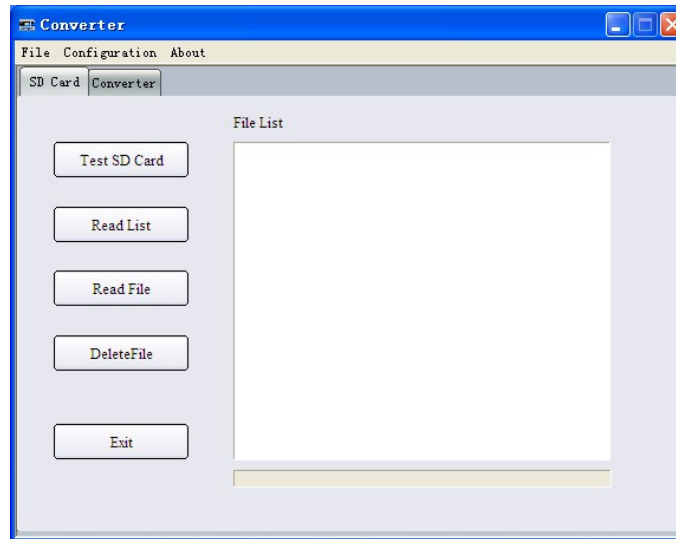 Converter
File Configuration About
SD Card Converter
File List
Test SD Card
Read List
Read File
DeleteFile
Exit